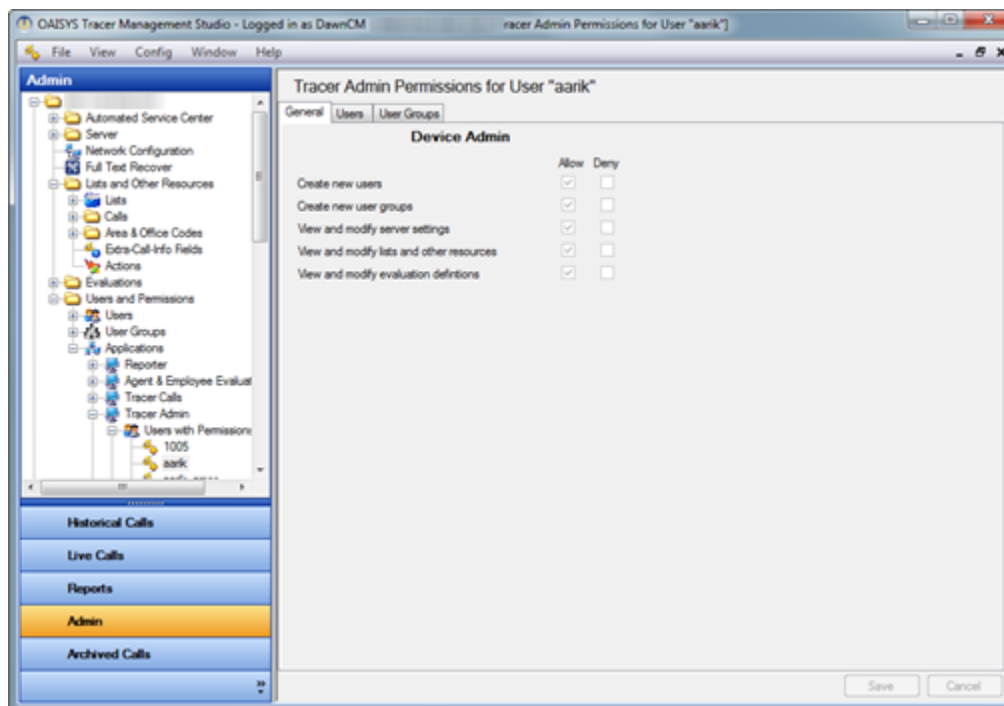 OAISYS Tracer Management Studio - Logged in as DawnCM racer Admin Permissions for User "aarik"]
File View Config Window Help
Admin
Automated Service Center
Server
Network Configuration
Full Text Recover
Lists and Other Resources
Lists
Calls
Area & Office Codes
Extra-Call-Info Fields
Actions
Evaluations
Users and Permissions
Users
User Groups
Applications
Reporter
Agent & Employee Evaluat
Tracer Calls
Tracer Admin
Users with Permissions
1005
aarik
Historical Calls
Live Calls
Reports
Admin
Archived Calls
Tracer Admin Permissions for User "aarik"
General Users User Groups
Device Admin
Allow Deny
Create new users
Create new user groups
View and modify server settings
View and modify lists and other resources
View and modify evaluation defintions
Save Cancel